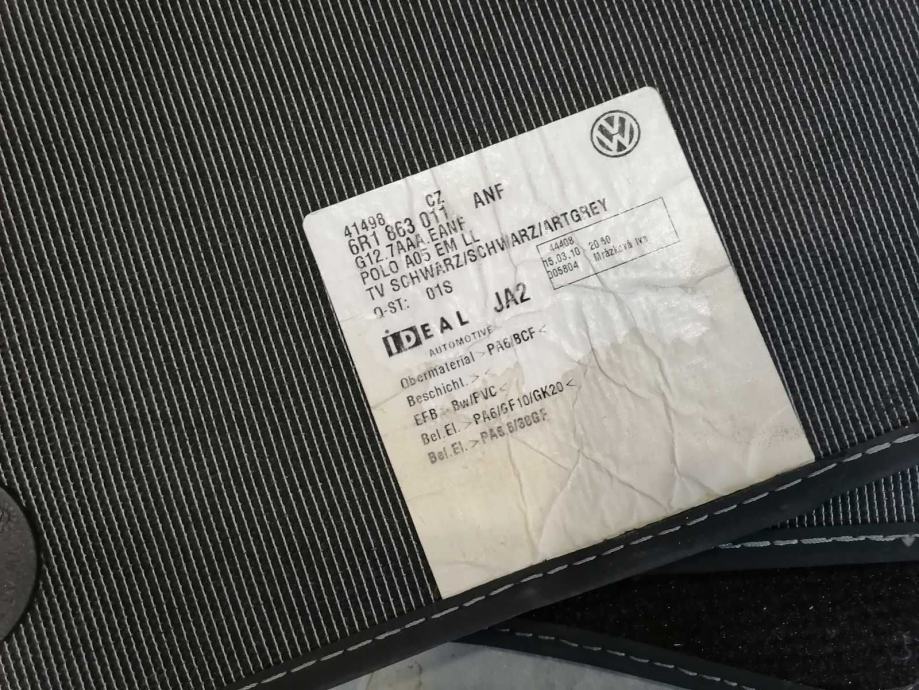 VW
41498 CZ
6R1 863 011 ANF
G12.7AAA.EANF
POLO A05 EM LL
TV SCHWARZ/SCHWARZ/ARTGREY
Q-ST: 01S
44408
15.03.10 20:50
005804 Mrázková Iva
iDEAL JA2
AUTOMOTIVE
Obermaterial >PA6/BCF<
Beschicht.> <
EFB > Bw/PVC<
Bel.El. >PA6/GF10/GK20<
Bel.El. >PA6.6/30GF